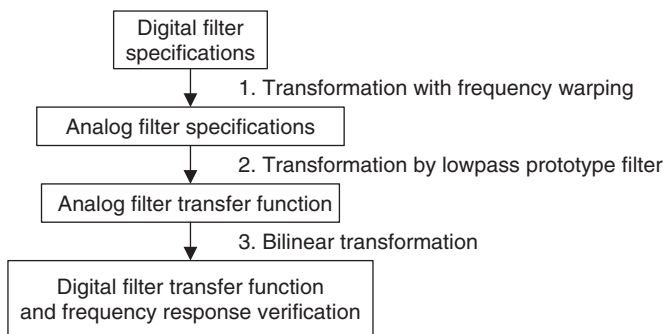 Digital filter
specifications
1. Transformation with frequency warping
Analog filter specifications
2. Transformation by lowpass prototype filter
Analog filter transfer function
3. Bilinear transformation
Digital filter transfer function
and frequency response verification